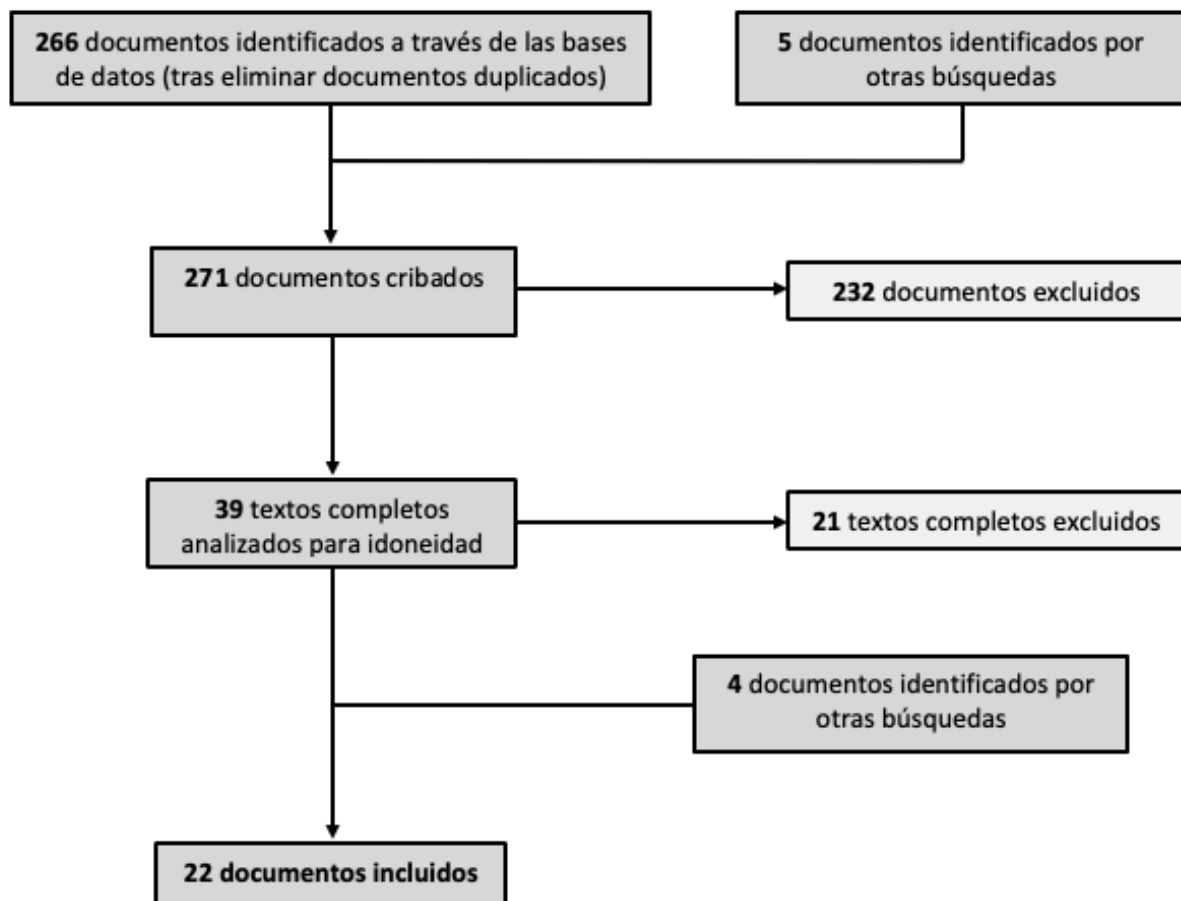 266 documentos identificados a través de las bases
de datos (tras eliminar documentos duplicados)
5 documentos identificados por
otras búsquedas
271 documentos cribados
232 documentos excluidos
39 textos completos
analizados para idoneidad
21 textos completos excluidos
4 documentos identificados por
otras búsquedas
22 documentos incluidos